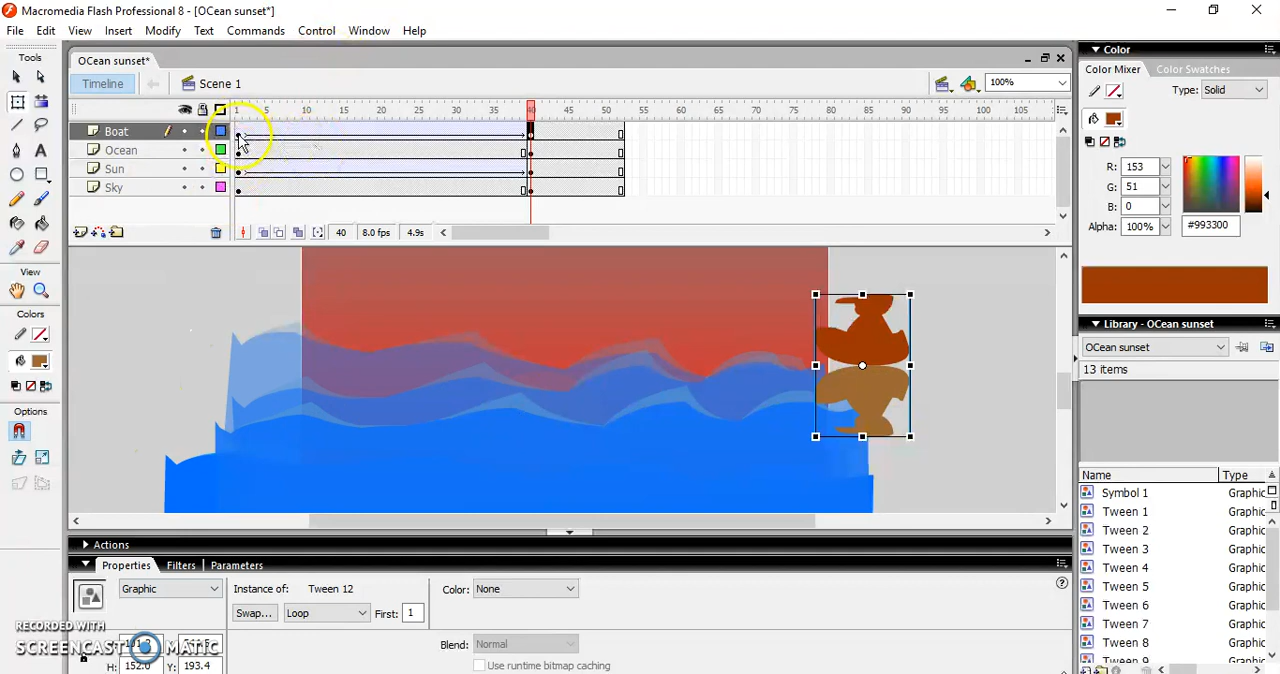 Macromedia Flash Professional 8 - [OCean sunset*]
File Edit View Insert Modify Text Commands Control Window Help
Tools
View
Colors
Options
OCean sunset*
Timeline
Scene 1
100%
5 10 15 20 25 30 35 40 45 50 55 60 65 70 75 80 85 90 95 100 105
Boat
Ocean
Sun
Sky
40 8.0 fps 4.9s
Actions
Properties Filters Parameters
Graphic
Instance of: Tween 12
Swap...
Loop
First: 1
Color: None
Blend: Normal
Use runtime bitmap caching
H: 152.0 Y: 193.4
RECORDED WITH
SCREENCAST MATIC
Color
Color Mixer Color Swatches
Type: Solid
R: 153
G: 51
B: 0
Alpha: 100% #993300
Library - OCean sunset
OCean sunset
13 items
Name Type
Symbol 1 Graphic
Tween 1 Graphic
Tween 2 Graphic
Tween 3 Graphic
Tween 4 Graphic
Tween 5 Graphic
Tween 6 Graphic
Tween 7 Graphic
Tween 8 Graphic
Tween 9 Graphic